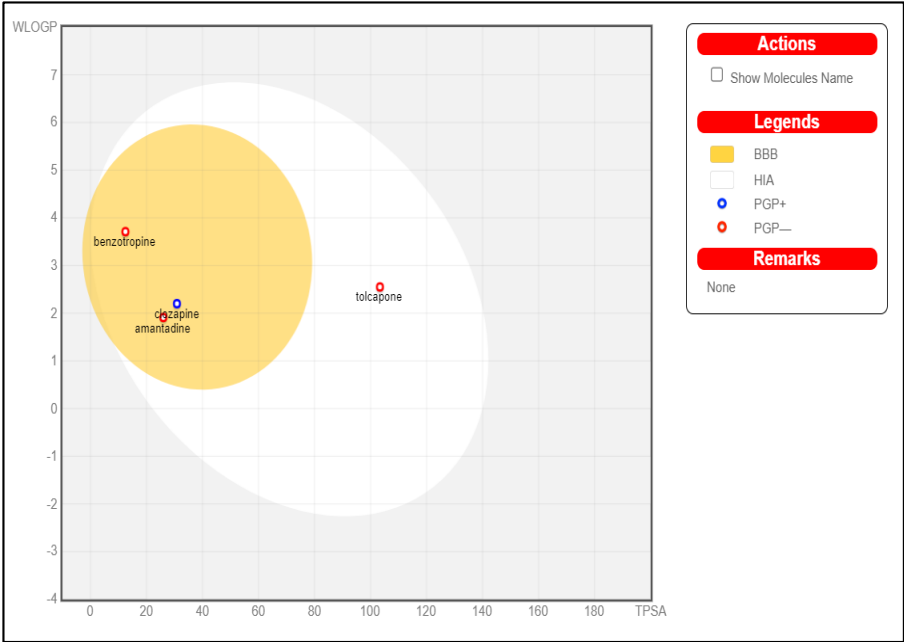 WLOGP
7
6
5
4
3
2
1
0
-1
-2
-3
-4
benzotropine
clozapine
amantadine
tolcapone
0 20 40 60 80 100 120 140 160 180 TPSA
Actions
Show Molecules Name
Legends
BBB
HIA
PGP+
PGP—
Remarks
None